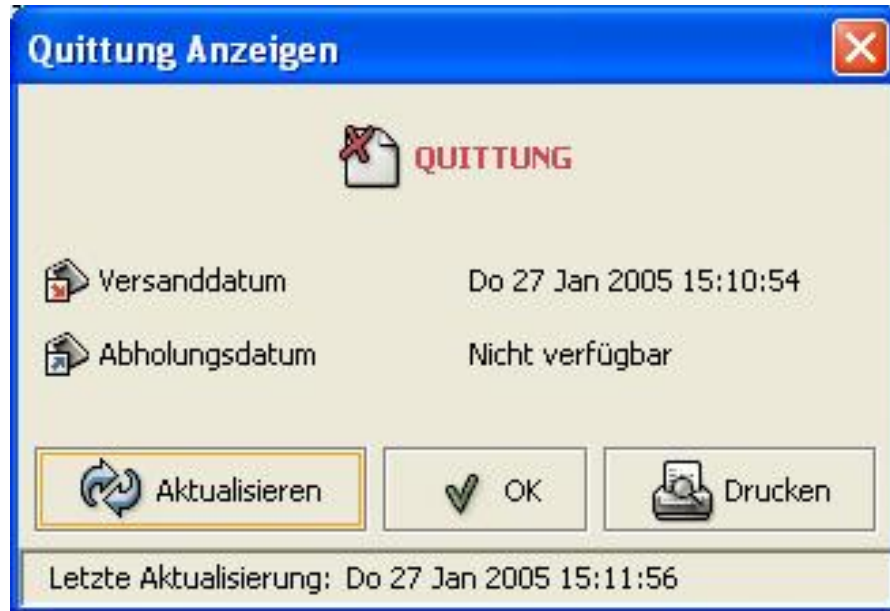 Quittung Anzeigen
QUITTUNG
Versanddatum Do 27 Jan 2005 15:10:54
Abholungsdatum Nicht verfügbar
Aktualisieren OK Drucken
Letzte Aktualisierung: Do 27 Jan 2005 15:11:56